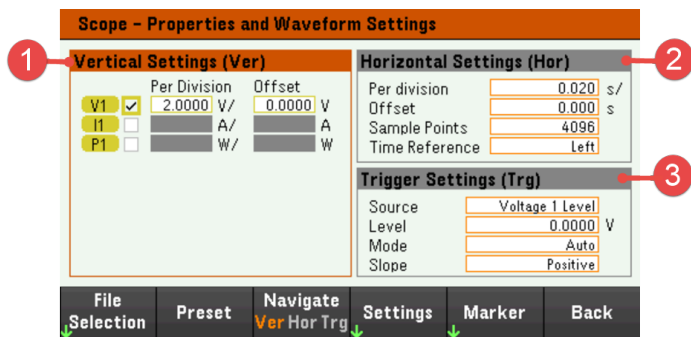 Scope - Properties and Waveform Settings
1
Vertical Settings (Ver)
Per Division Offset
V1 2.0000 V/ 0.0000 V
I1 A/ A
P1 W/ W
2
Horizontal Settings (Hor)
Per division 0.020 s/
Offset 0.000 s
Sample Points 4096
Time Reference Left
3
Trigger Settings (Trg)
Source Voltage 1 Level
Level 0.0000 V
Mode Auto
Slope Positive
File Selection
Preset
Navigate
Ver Hor Trg
Settings
Marker
Back